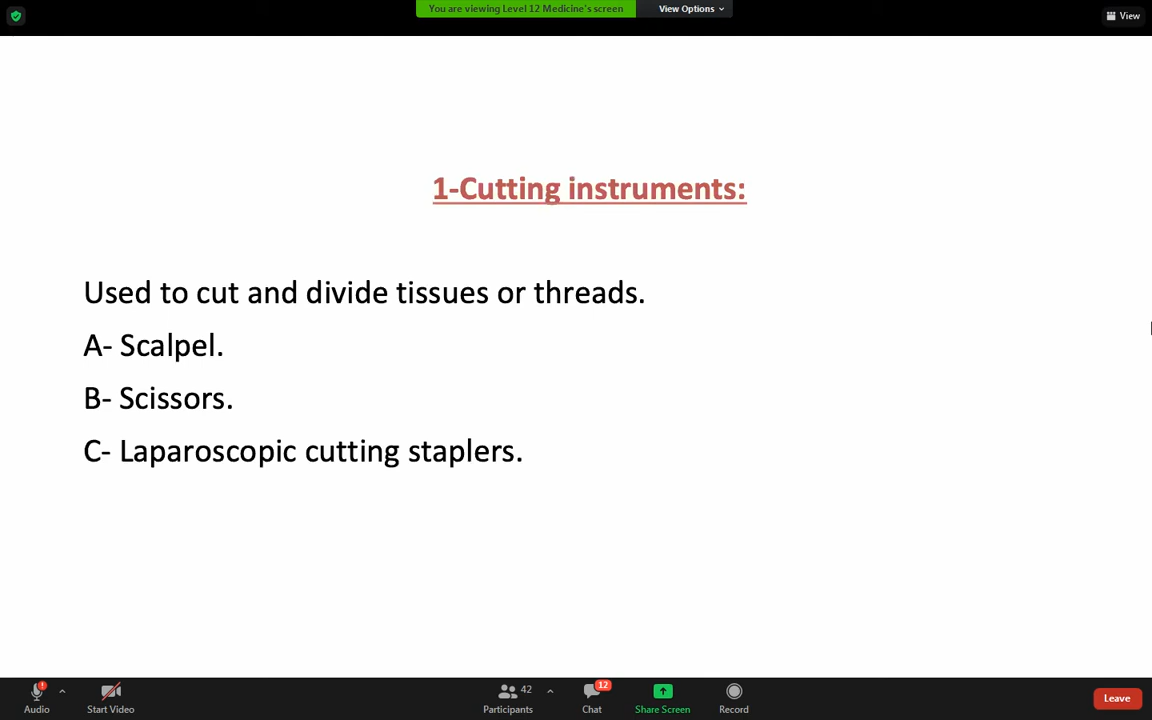 You are viewing Level 12 Medicine's screen
View Options
View
1-Cutting instruments:
Used to cut and divide tissues or threads.
A- Scalpel.
B- Scissors.
C- Laparoscopic cutting staplers.
Audio
Start Video
42
Participants
12
Chat
Share Screen
Record
Leave